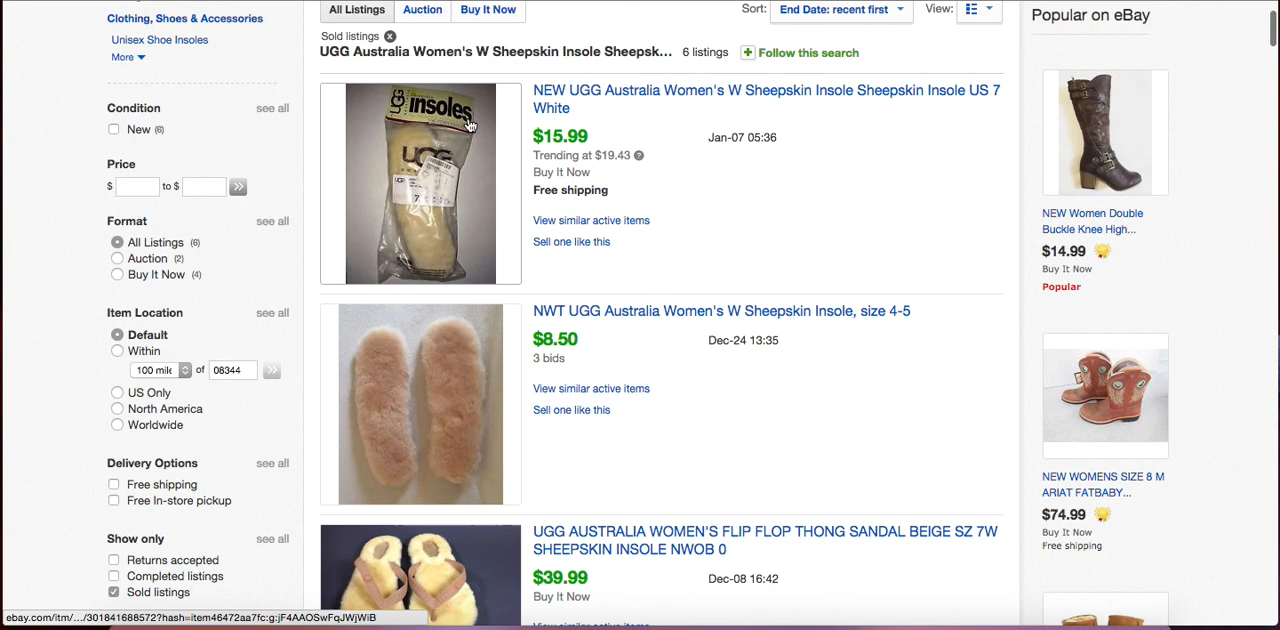 Clothing, Shoes & Accessories
Unisex Shoe Insoles
More
Condition see all
New (6)
Price
$ to $
Format see all
All Listings (6)
Auction (2)
Buy It Now (4)
Item Location see all
Default
Within
100 mile of 08344
US Only
North America
Worldwide
Delivery Options see all
Free shipping
Free In-store pickup
Show only see all
Returns accepted
Completed listings
Sold listings
ebay.com/itm/.../301841688572?hash=item46472aa7fc:g:jF4AAOSwFqJWjWiB
All Listings Auction Buy It Now Sort: End Date: recent first View:
Sold listings
UGG Australia Women's W Sheepskin Insole Sheepsk... 6 listings Follow this search
UGG insoles
UGG
7
NEW UGG Australia Women's W Sheepskin Insole Sheepskin Insole US 7
White
$15.99 Jan-07 05:36
Trending at $19.43
Buy It Now
Free shipping
View similar active items
Sell one like this
NWT UGG Australia Women's W Sheepskin Insole, size 4-5
$8.50 Dec-24 13:35
3 bids
View similar active items
Sell one like this
UGG AUSTRALIA WOMEN'S FLIP FLOP THONG SANDAL BEIGE SZ 7W
SHEEPSKIN INSOLE NWOB 0
$39.99 Dec-08 16:42
Buy It Now
Popular on eBay
NEW Women Double
Buckle Knee High...
$14.99
Buy It Now
Popular
NEW WOMENS SIZE 8 M
ARIAT FATBABY...
$74.99
Buy It Now
Free shipping